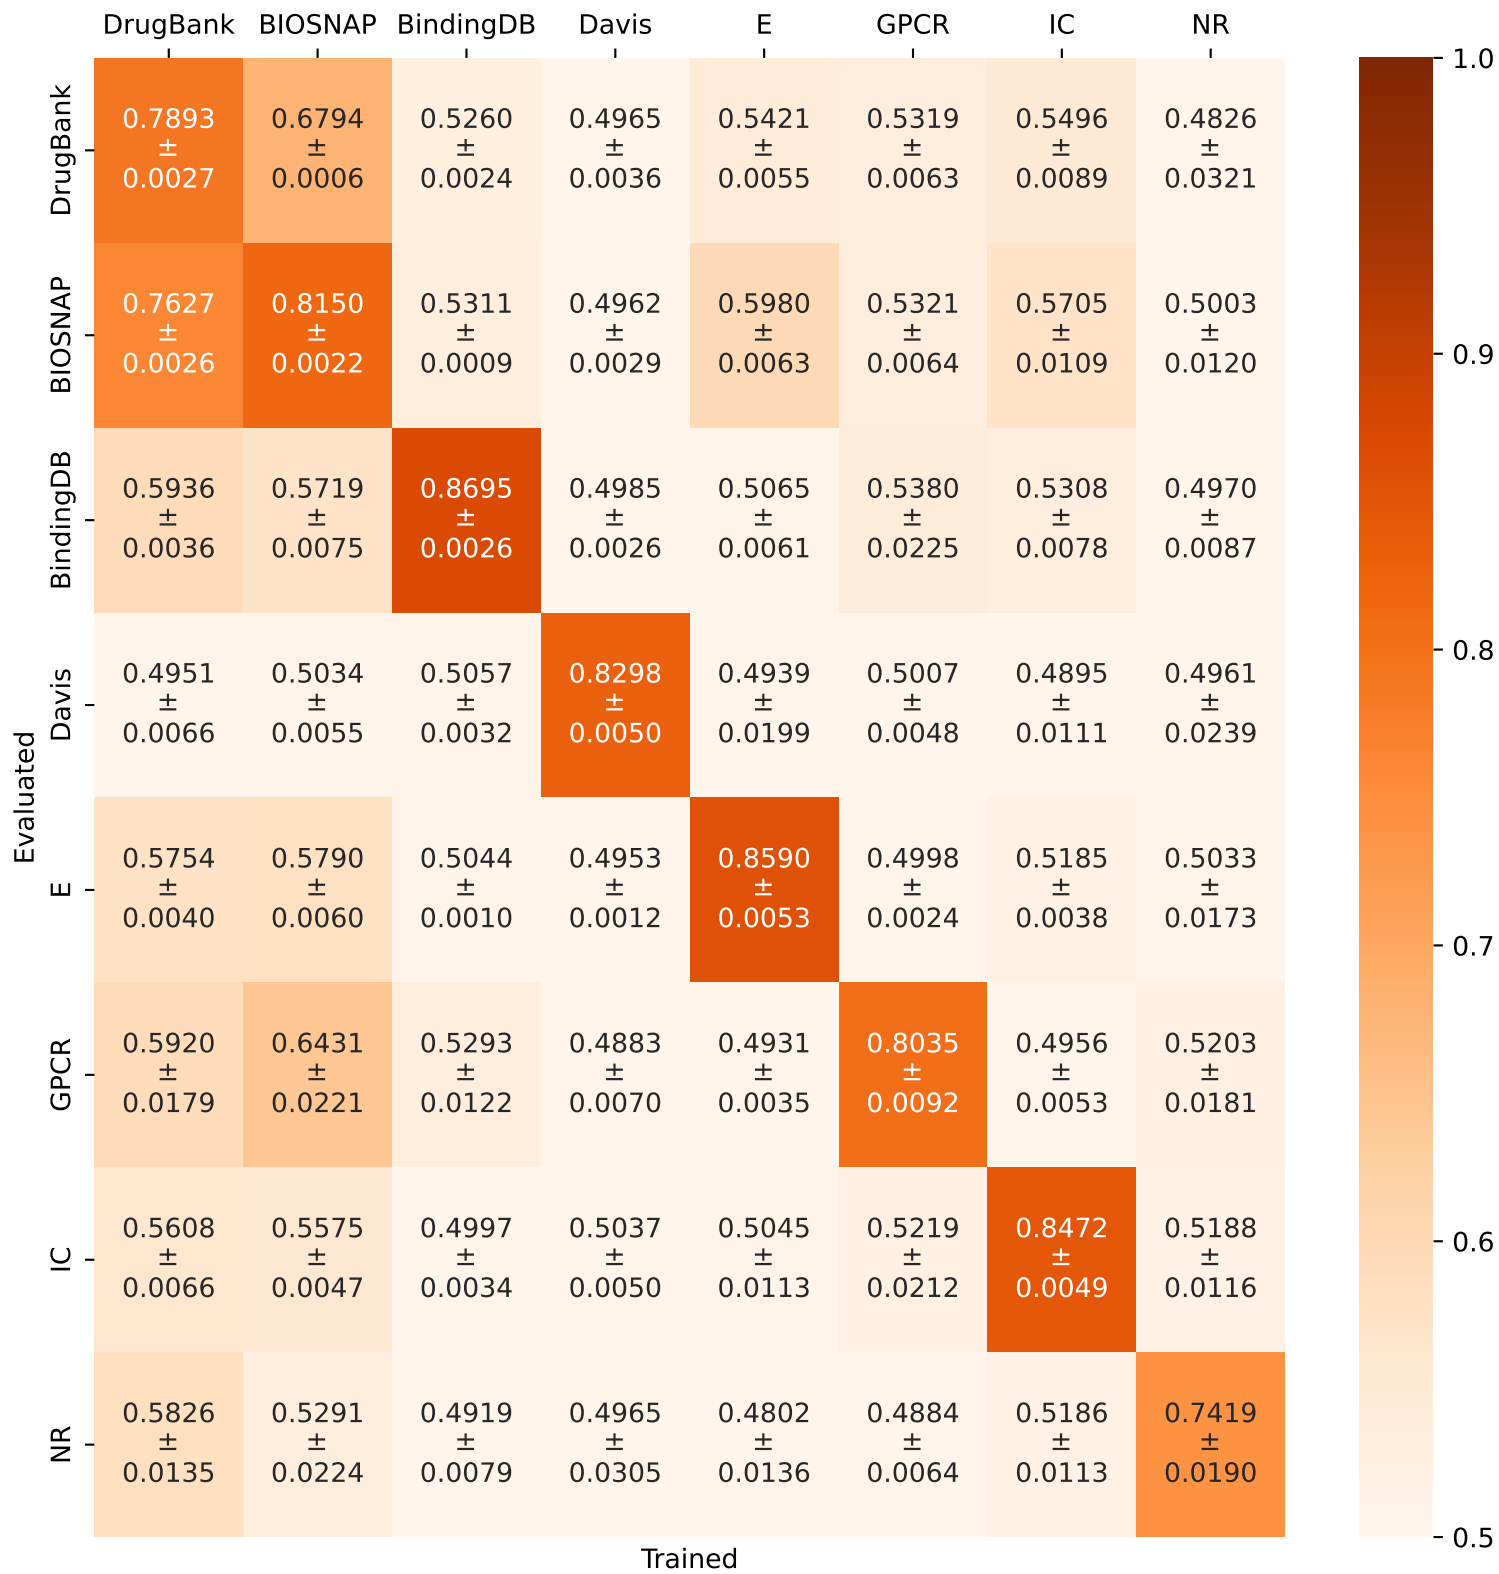 DrugBank BIOSNAP BindingDB Davis E GPCR IC NR
DrugBank
0.7893 0.6794 0.5260 0.4965 0.5421 0.5319 0.5496 0.4826
± ± ± ± ± ± ± ±
0.0027 0.0006 0.0024 0.0036 0.0055 0.0063 0.0089 0.0321
BIOSNAP
0.7627 0.8150 0.5311 0.4962 0.5980 0.5321 0.5705 0.5003
± ± ± ± ± ± ± ±
0.0026 0.0022 0.0009 0.0029 0.0063 0.0064 0.0109 0.0120
BindingDB
0.5936 0.5719 0.8695 0.4985 0.5065 0.5380 0.5308 0.4970
± ± ± ± ± ± ± ±
0.0036 0.0075 0.0026 0.0026 0.0061 0.0225 0.0078 0.0087
Davis
0.4951 0.5034 0.5057 0.8298 0.4939 0.5007 0.4895 0.4961
± ± ± ± ± ± ± ±
0.0066 0.0055 0.0032 0.0050 0.0199 0.0048 0.0111 0.0239
Evaluated
E
0.5754 0.5790 0.5044 0.4953 0.8590 0.4998 0.5185 0.5033
± ± ± ± ± ± ± ±
0.0040 0.0060 0.0010 0.0012 0.0053 0.0024 0.0038 0.0173
GPCR
0.5920 0.6431 0.5293 0.4883 0.4931 0.8035 0.4956 0.5203
± ± ± ± ± ± ± ±
0.0179 0.0221 0.0122 0.0070 0.0035 0.0092 0.0053 0.0181
IC
0.5608 0.5575 0.4997 0.5037 0.5045 0.5219 0.8472 0.5188
± ± ± ± ± ± ± ±
0.0066 0.0047 0.0034 0.0050 0.0113 0.0212 0.0049 0.0116
NR
0.5826 0.5291 0.4919 0.4965 0.4802 0.4884 0.5186 0.7419
± ± ± ± ± ± ± ±
0.0135 0.0224 0.0079 0.0305 0.0136 0.0064 0.0113 0.0190
Trained
1.0
0.9
0.8
0.7
0.6
0.5